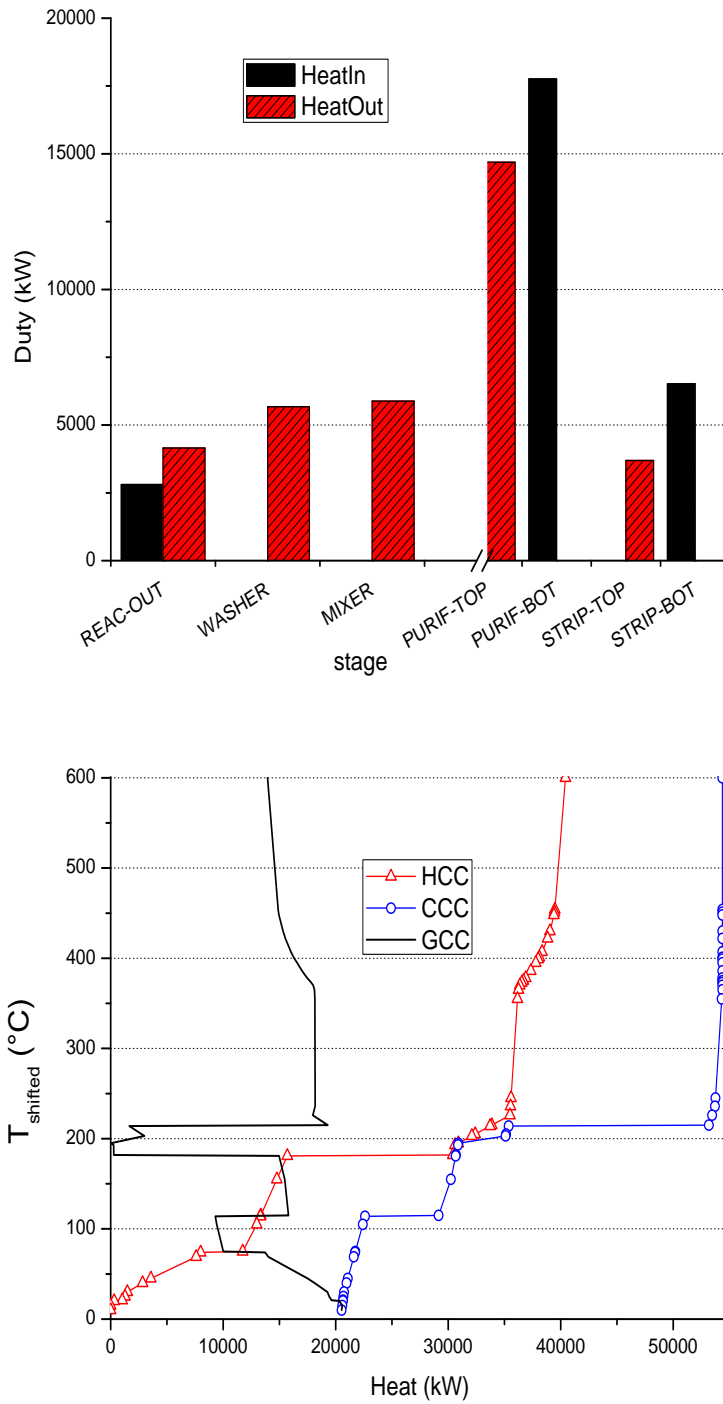 20000
15000
10000
5000
0
Duty (kW)
HeatIn
HeatOut
REAC-OUT
WASHER
MIXER
PURIF-TOP
PURIF-BOT
STRIP-TOP
STRIP-BOT
stage
600
500
400
300
200
100
0
T shifted (°C)
HCC
CCC
GCC
0
10000
20000
30000
40000
50000
Heat (kW)